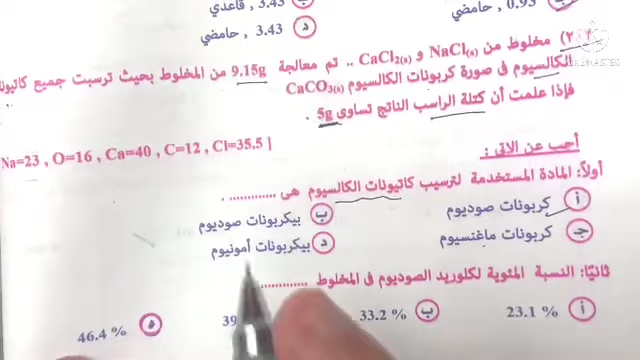 0.93 , حامضي
3.43 , قاعدي
د 3.43 , حامضي
(٢ مخلوط من NaCl(s) و CaCl2(s) .. تم معالجة 9.15g من المخلوط بحيث ترسبت جميع
الكالسيوم في صورة كربونات الكالسيوم CaCO3(s)
فإذا علمت أن كتلة الراسب الناتج تساوى 5g .
Na=23 , O=16 , Ca=40 , C=12 , Cl=35.5 ]
أجب عن الآتى :
أولاً: المادة المستخدمة لترسيب كاتيونات الكالسيوم هى ............
أ كربونات صوديوم
ب بيكربونات صوديوم
جـ كربونات ماغنسيوم
د بيكربونات أمونيوم
ثانيًا: النسبة المئوية لكلوريد الصوديوم فى المخلوط ............
أ 23.1 %
ب 33.2 %
46.4 %